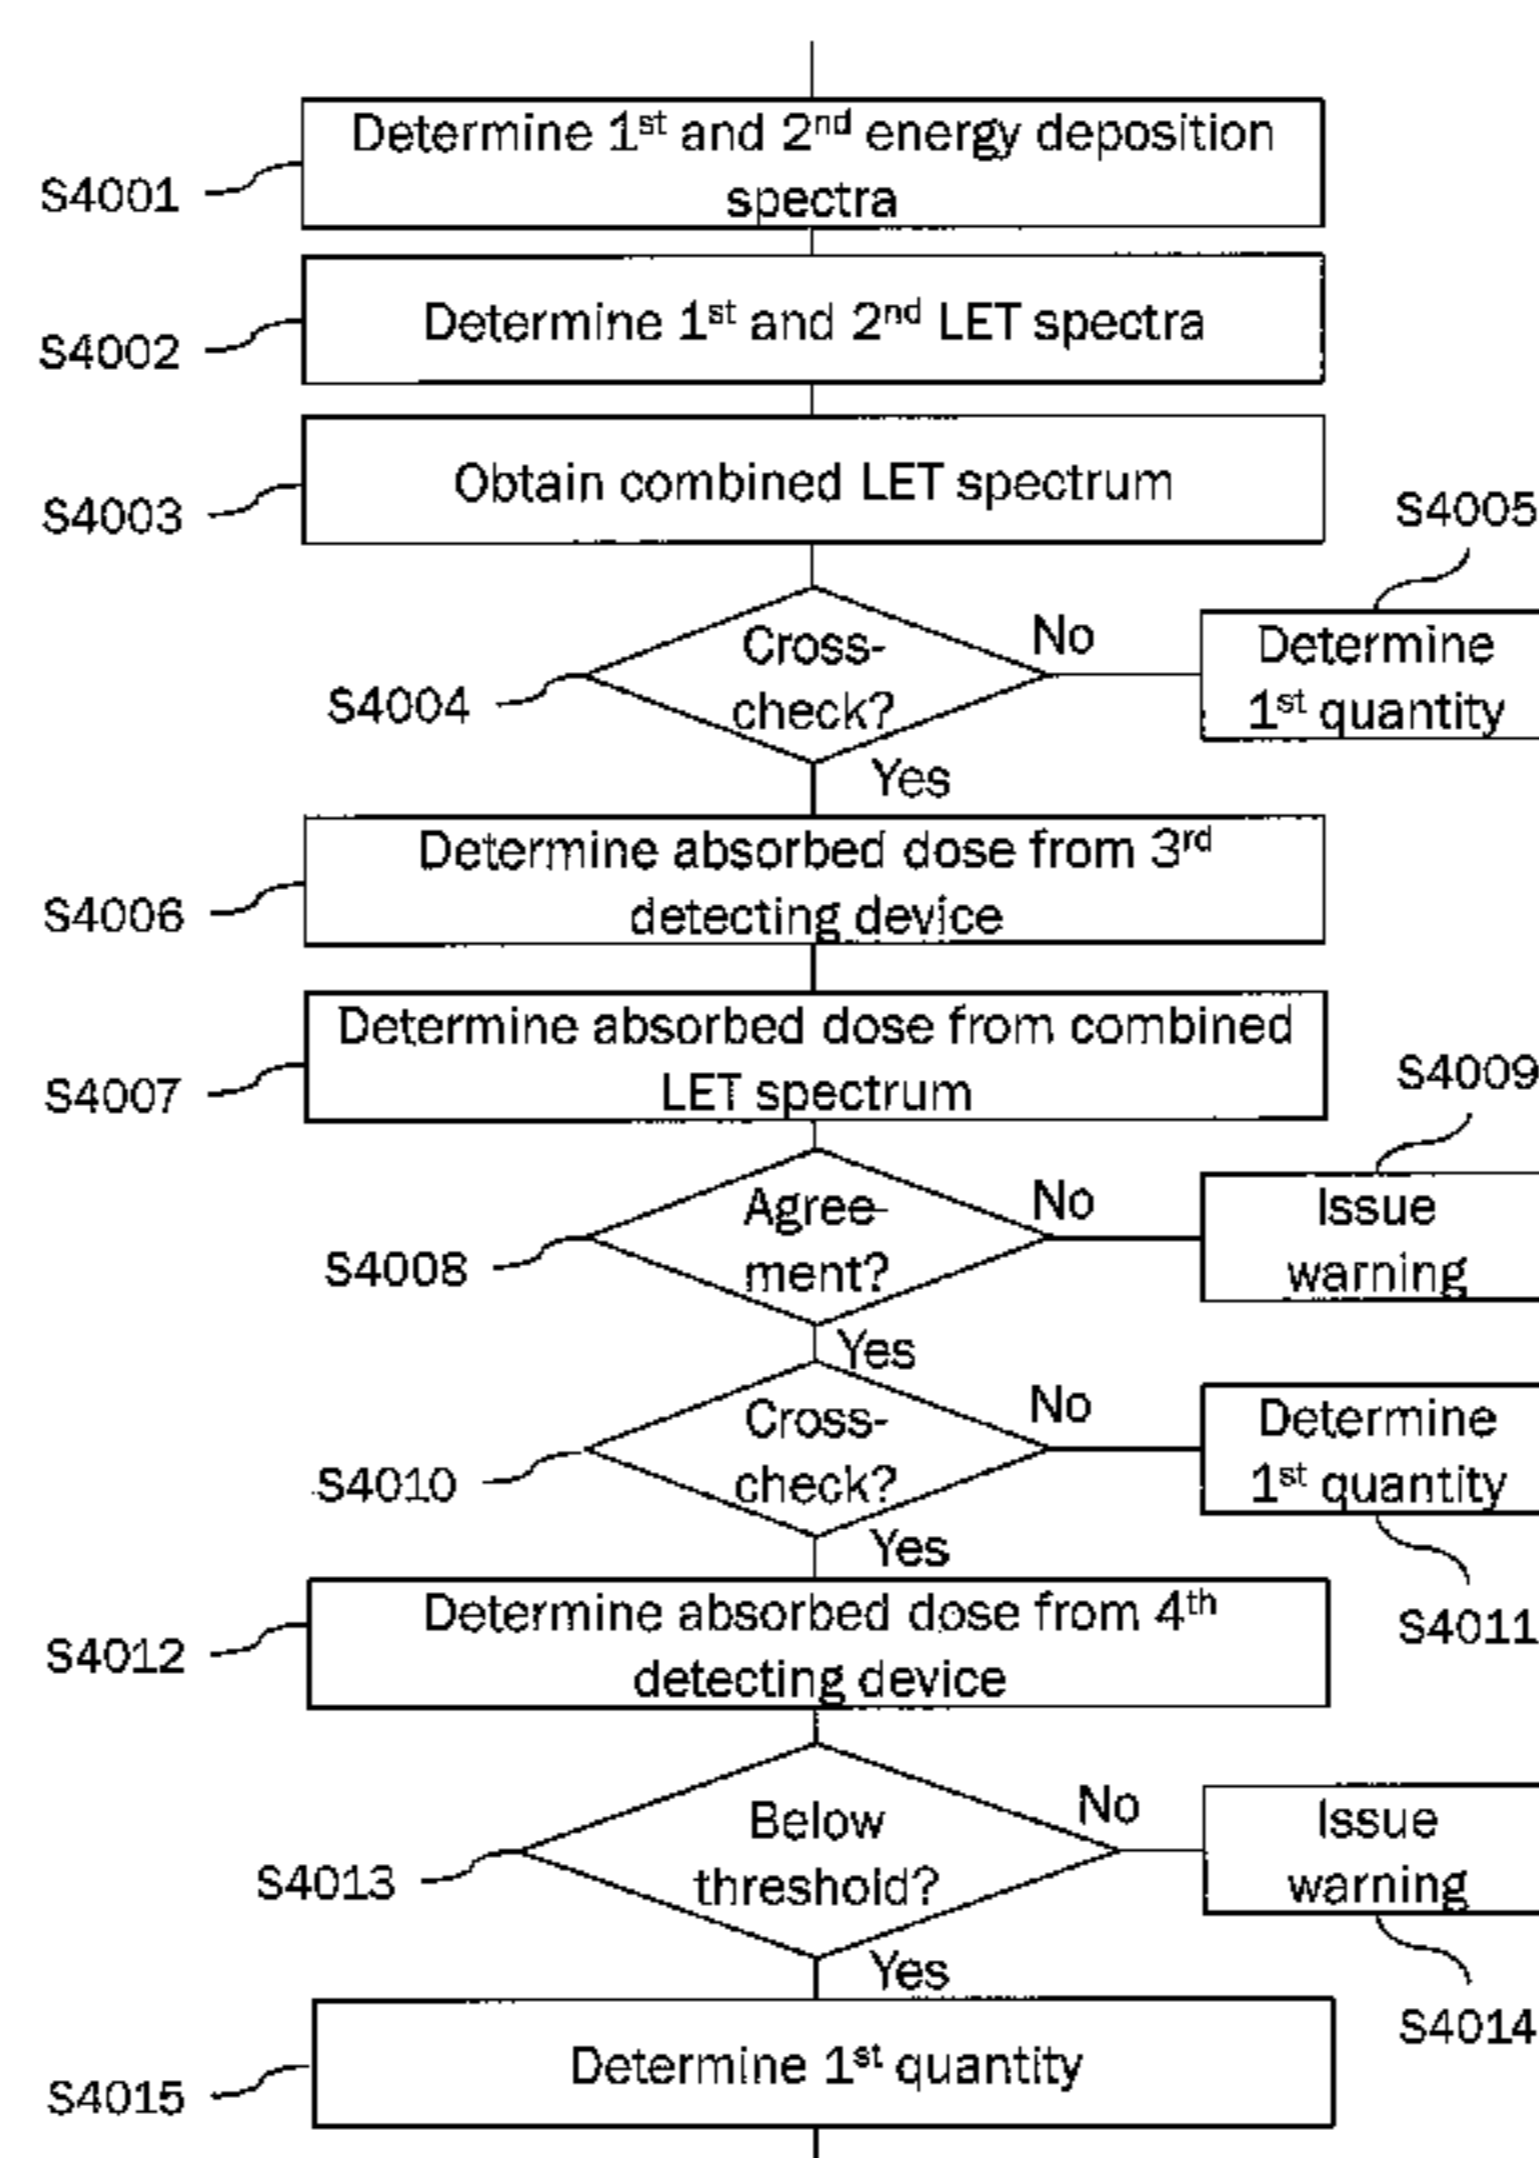 Determine 1st and 2nd energy deposition
spectra
S4001
Determine 1st and 2nd LET spectra
S4002
Obtain combined LET spectrum
S4003
S4005
Cross-
check?
No
Determine
1st quantity
S4004
Yes
Determine absorbed dose from 3rd
detecting device
S4006
Determine absorbed dose from combined
LET spectrum
S4007
S4009
Agree-
ment?
No
Issue
warning
S4008
Yes
Cross-
check?
No
Determine
1st quantity
S4010
Yes
Determine absorbed dose from 4th
detecting device
S4011
S4012
Below
threshold?
No
Issue
warning
S4013
Yes
S4014
Determine 1st quantity
S4015